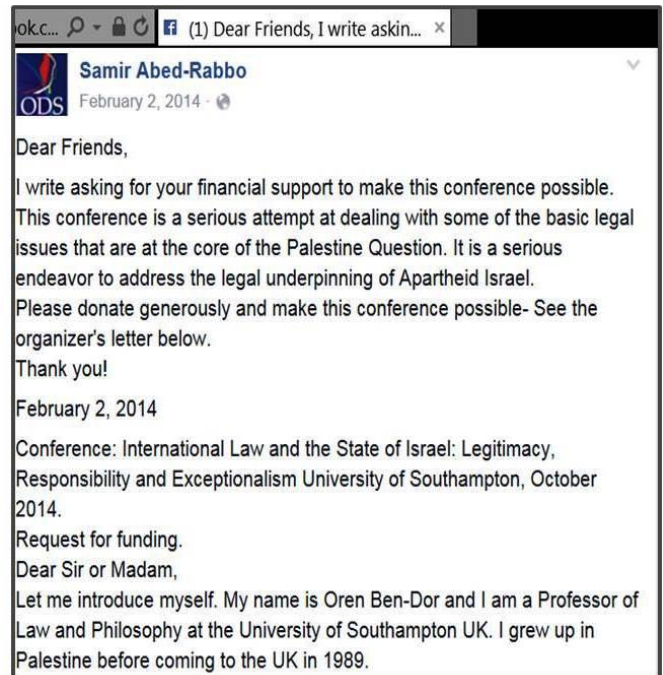 ok.c...
(1) Dear Friends, I write askin... ×
ODS
Samir Abed-Rabbo
February 2, 2014 ·
Dear Friends,
I write asking for your financial support to make this conference possible.
This conference is a serious attempt at dealing with some of the basic legal
issues that are at the core of the Palestine Question. It is a serious
endeavor to address the legal underpinning of Apartheid Israel.
Please donate generously and make this conference possible- See the
organizer's letter below.
Thank you!
February 2, 2014
Conference: International Law and the State of Israel: Legitimacy,
Responsibility and Exceptionalism University of Southampton, October
2014.
Request for funding.
Dear Sir or Madam,
Let me introduce myself. My name is Oren Ben-Dor and I am a Professor of
Law and Philosophy at the University of Southampton UK. I grew up in
Palestine before coming to the UK in 1989.